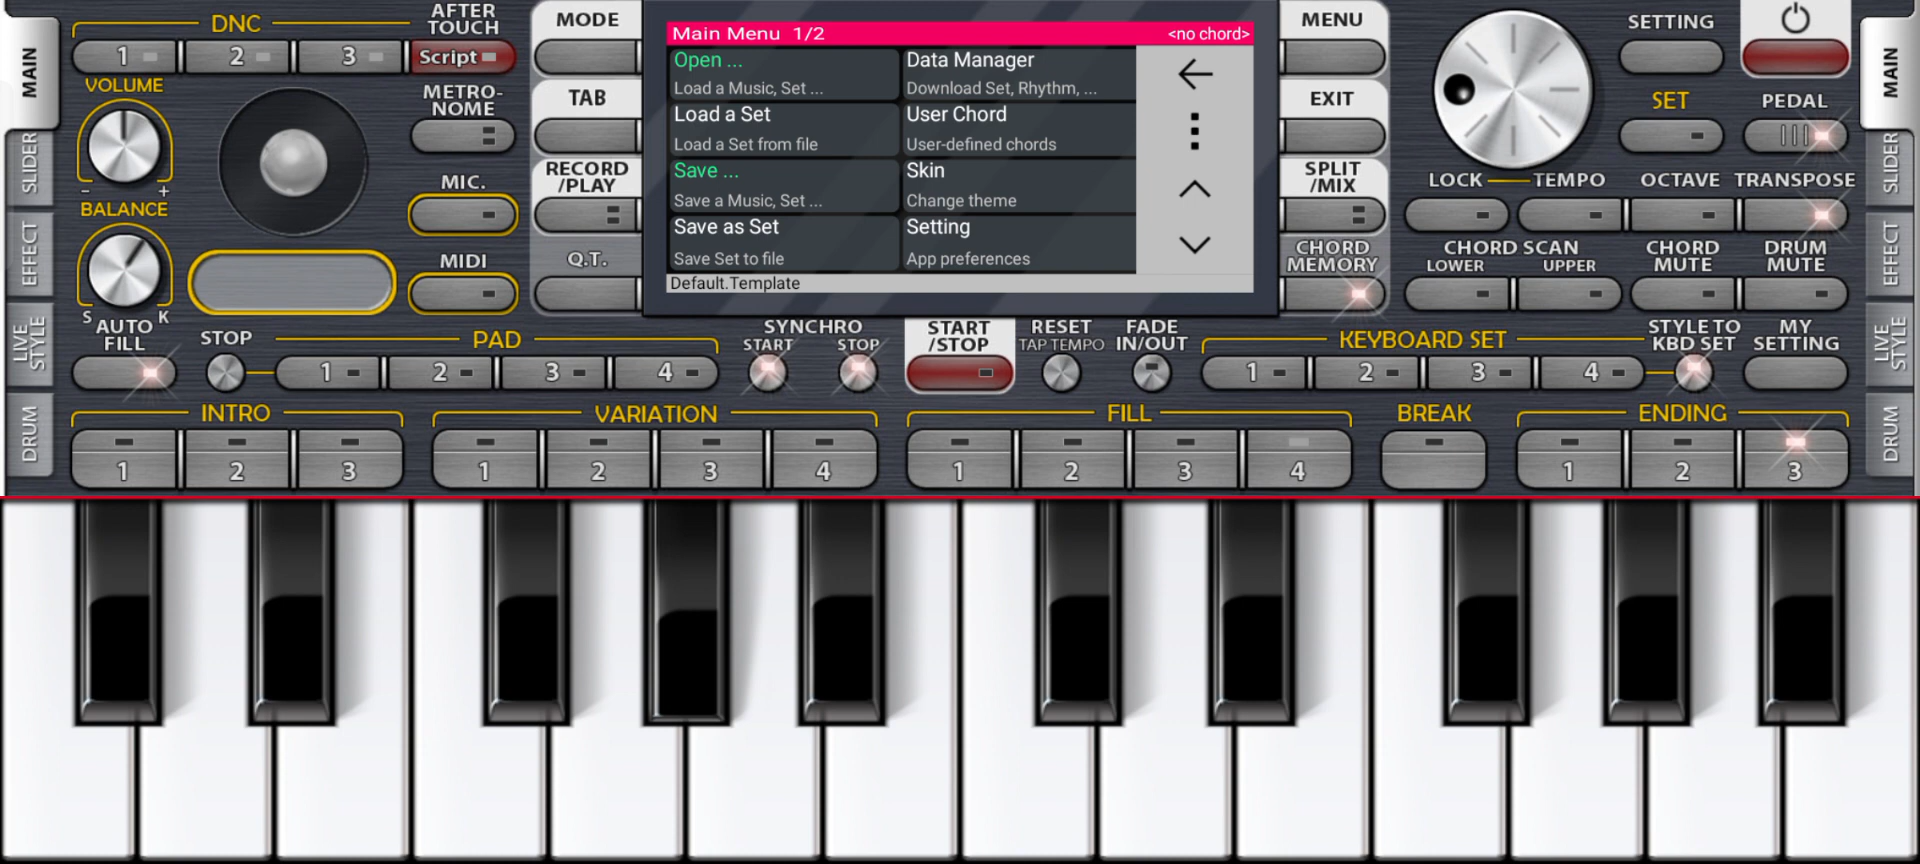 MAIN
SLIDER
EFFECT
LIVE STYLE
DRUM
DNC
1 2 3
AFTER TOUCH
Script
VOLUME
- +
BALANCE
S K
METRO-NOME
MIC.
MIDI
MODE
TAB
RECORD /PLAY
Q.T.
Main Menu 1/2 <no chord>
Open ...
Load a Music, Set ...
Data Manager
Download Set, Rhythm, ...
Load a Set
Load a Set from file
User Chord
User-defined chords
Save ...
Save a Music, Set ...
Skin
Change theme
Save as Set
Save Set to file
Setting
App preferences
Default.Template
MENU
EXIT
SPLIT /MIX
CHORD MEMORY
SETTING
SET
PEDAL
LOCK TEMPO OCTAVE TRANSPOSE
CHORD SCAN
LOWER UPPER
CHORD MUTE
DRUM MUTE
MAIN
SLIDER
EFFECT
LIVE STYLE
DRUM
AUTO FILL
STOP
PAD
1 2 3 4
SYNCHRO
START STOP
START /STOP
RESET
TAP TEMPO
FADE IN/OUT
KEYBOARD SET
1 2 3 4
STYLE TO KBD SET
MY SETTING
INTRO
1 2 3
VARIATION
1 2 3 4
FILL
1 2 3 4
BREAK
ENDING
1 2 3